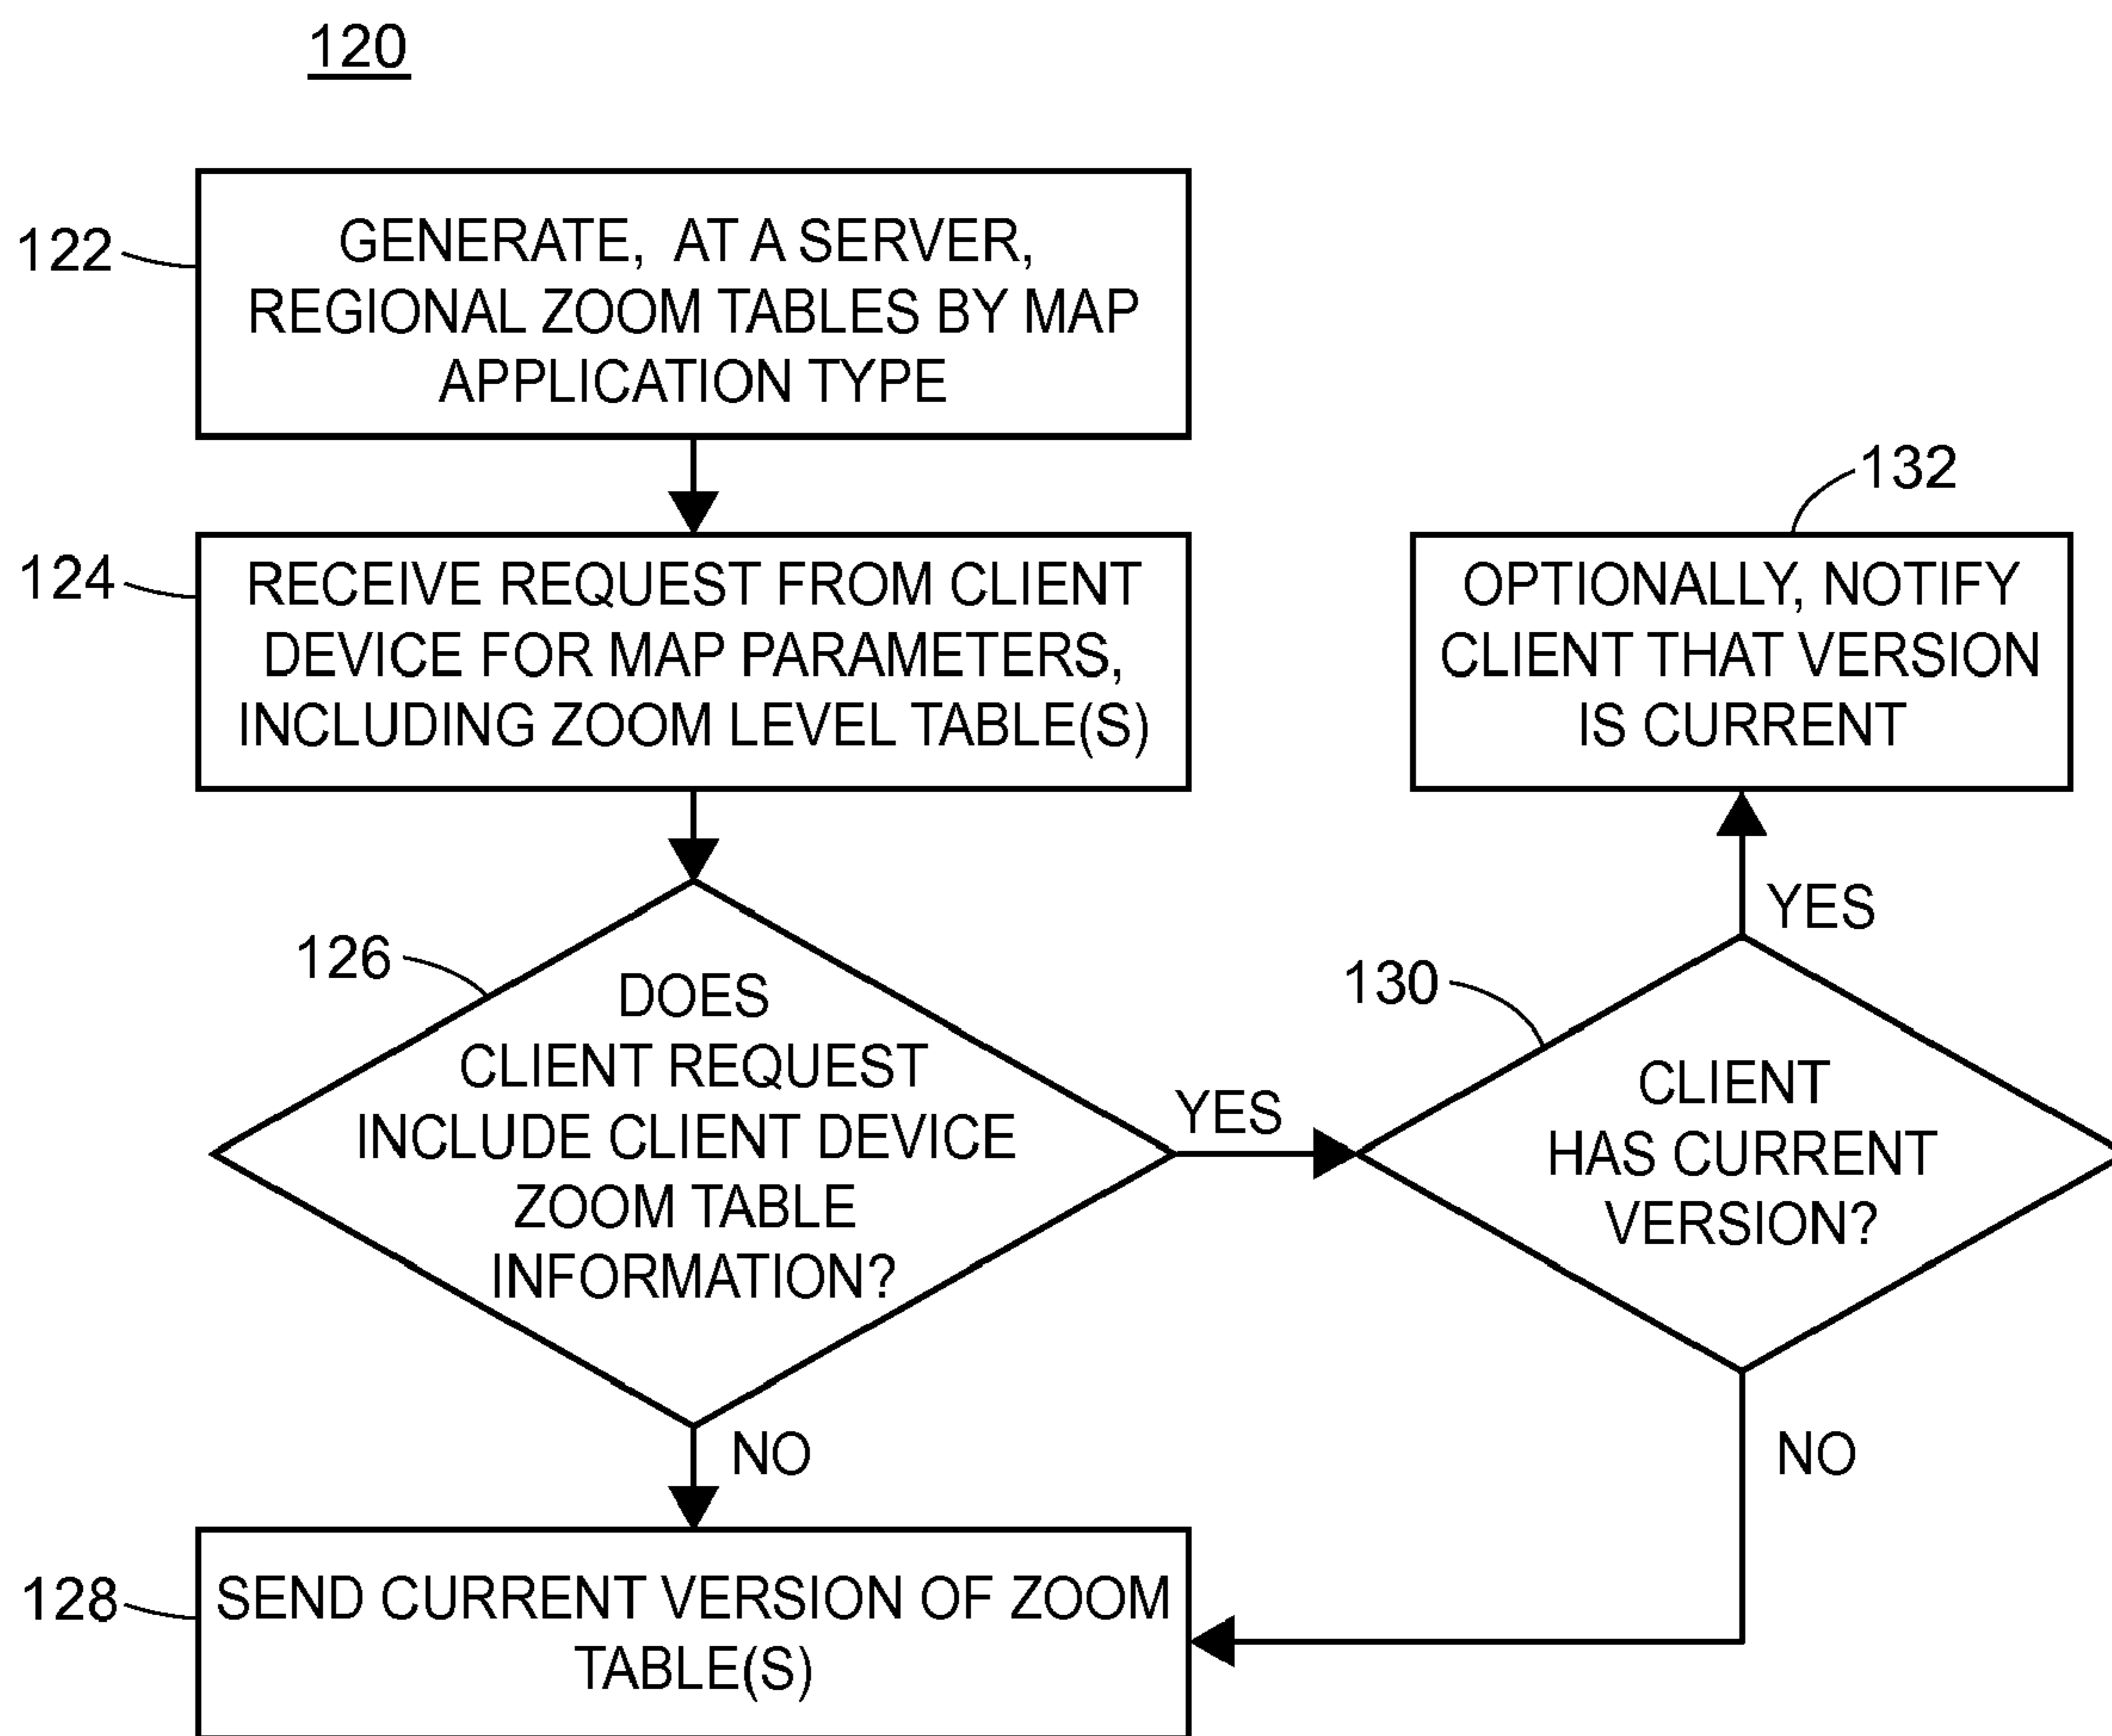 120
122
GENERATE, AT A SERVER,
REGIONAL ZOOM TABLES BY MAP
APPLICATION TYPE
124
RECEIVE REQUEST FROM CLIENT
DEVICE FOR MAP PARAMETERS,
INCLUDING ZOOM LEVEL TABLE(S)
126
DOES
CLIENT REQUEST
INCLUDE CLIENT DEVICE
ZOOM TABLE
INFORMATION?
YES
NO
128
SEND CURRENT VERSION OF ZOOM
TABLE(S)
130
CLIENT
HAS CURRENT
VERSION?
YES
NO
132
OPTIONALLY, NOTIFY
CLIENT THAT VERSION
IS CURRENT